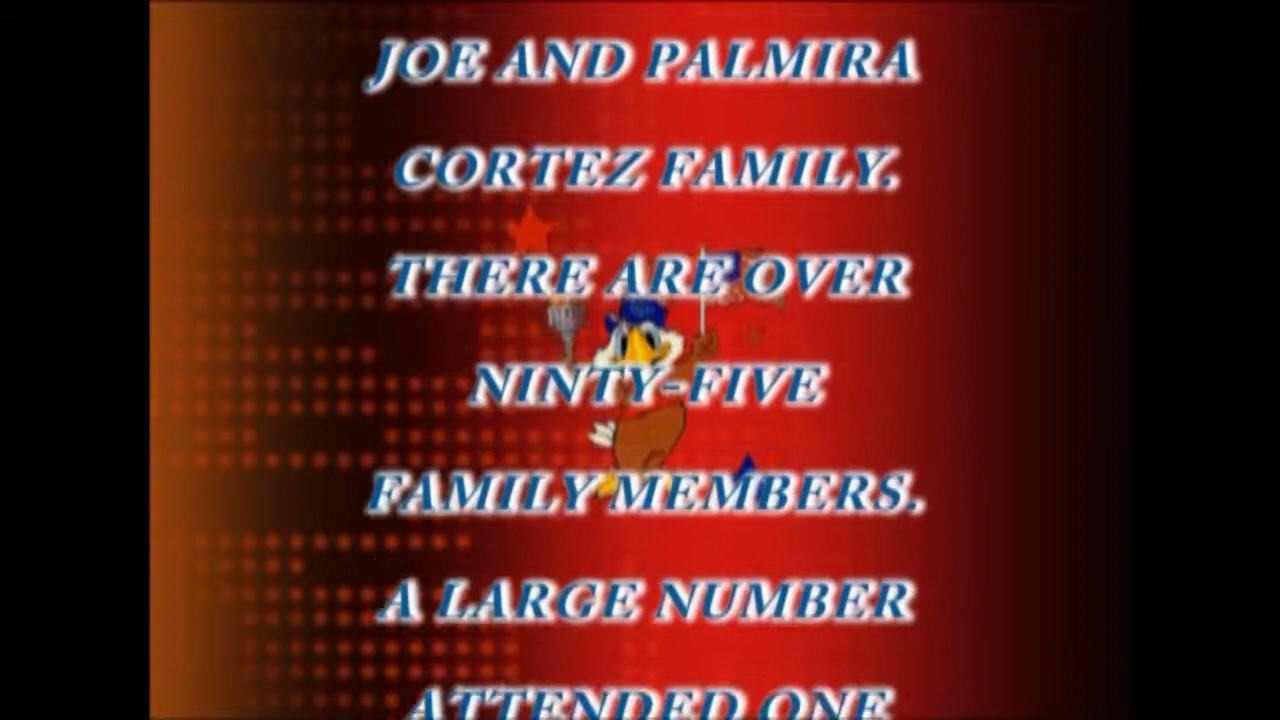 JOE AND PALMIRA
CORTEZ FAMILY.
THERE ARE OVER
NINTY-FIVE
FAMILY MEMBERS.
A LARGE NUMBER
ATTENDED ONE